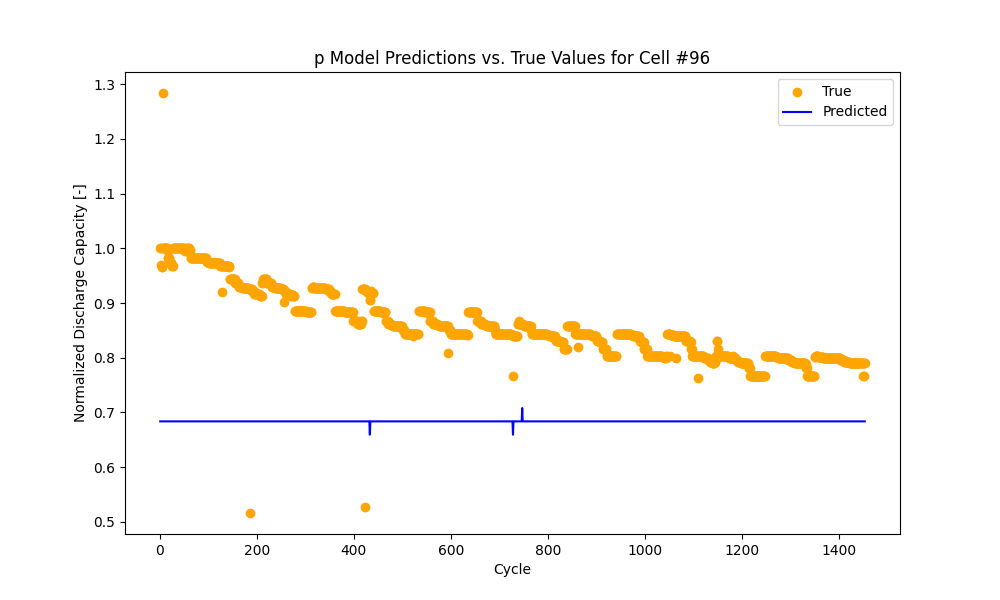 p Model Predictions vs. True Values for Cell #96
Normalized Discharge Capacity [-]
1.3
1.2
1.1
1.0
0.9
0.8
0.7
0.6
0.5
True
Predicted
0 200 400 600 800 1000 1200 1400
Cycle